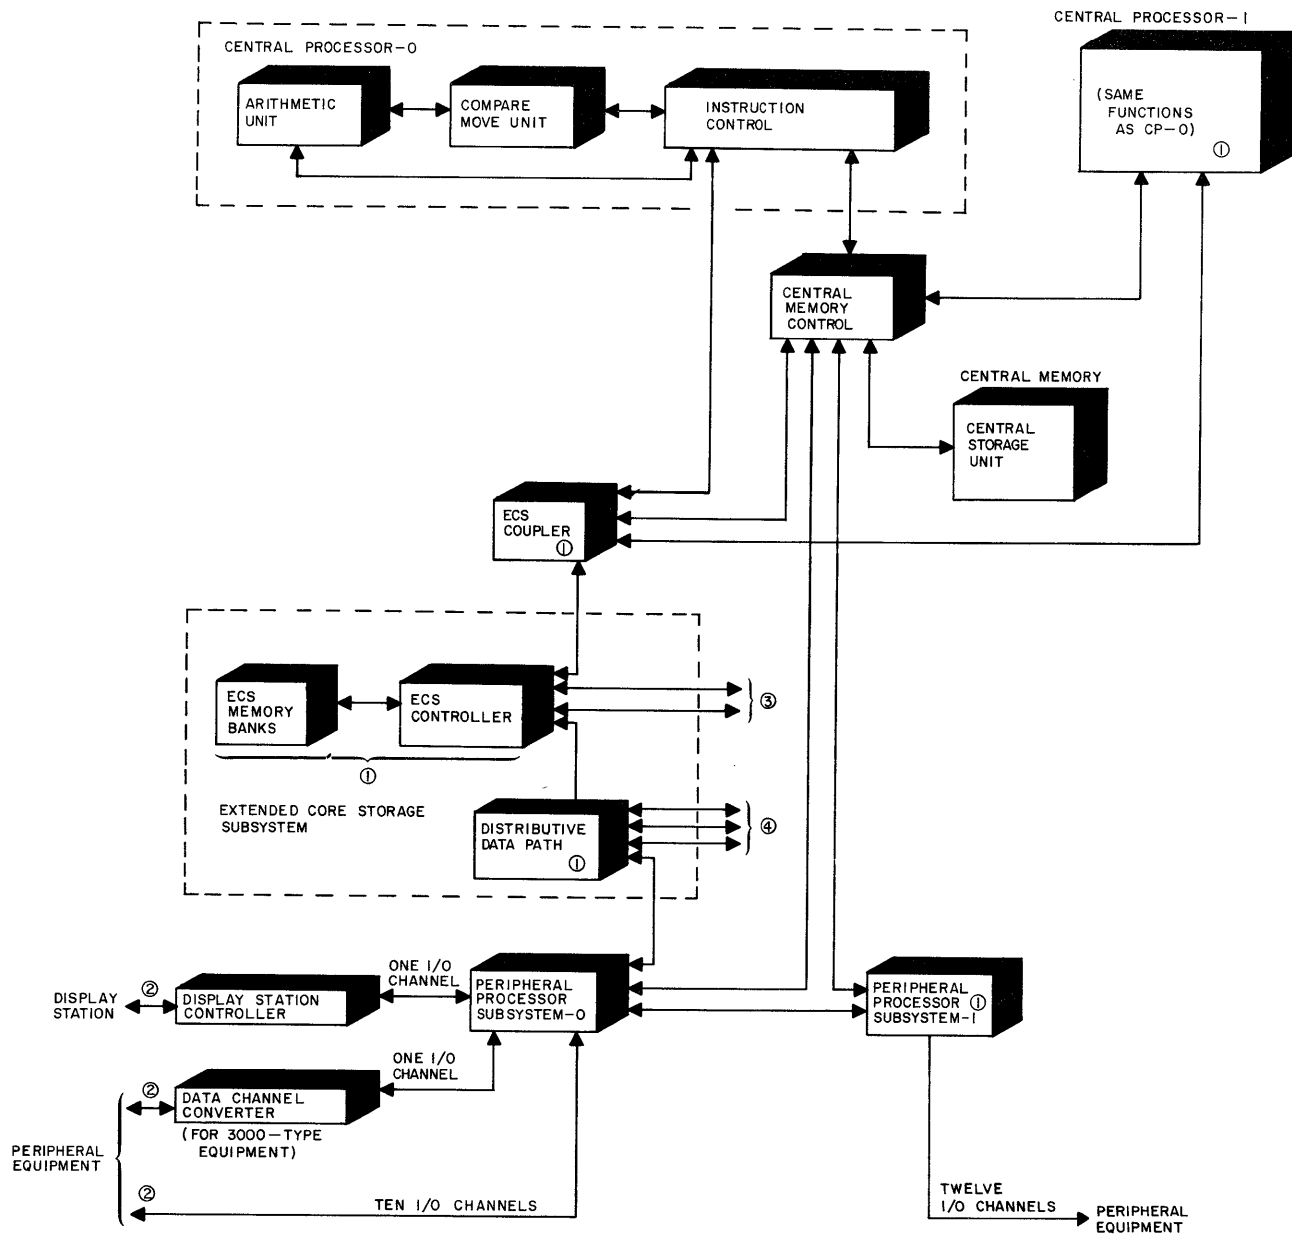 CENTRAL PROCESSOR-1
CENTRAL PROCESSOR-0
ARITHMETIC
UNIT
COMPARE
MOVE UNIT
INSTRUCTION
CONTROL
(SAME
FUNCTIONS
AS CP-0)
①
CENTRAL
MEMORY
CONTROL
CENTRAL MEMORY
CENTRAL
STORAGE
UNIT
ECS
COUPLER
①
ECS
MEMORY
BANKS
ECS
CONTROLLER
③
①
EXTENDED CORE STORAGE
SUBSYSTEM
DISTRIBUTIVE
DATA PATH
①
④
DISPLAY
STATION
②
DISPLAY STATION
CONTROLLER
ONE I/O
CHANNEL
PERIPHERAL
PROCESSOR
SUBSYSTEM-0
PERIPHERAL
PROCESSOR ①
SUBSYSTEM-1
ONE I/O
CHANNEL
②
DATA CHANNEL
CONVERTER
(FOR 3000-TYPE
EQUIPMENT)
PERIPHERAL
EQUIPMENT
②
TEN I/O CHANNELS
TWELVE
I/O CHANNELS
PERIPHERAL
EQUIPMENT